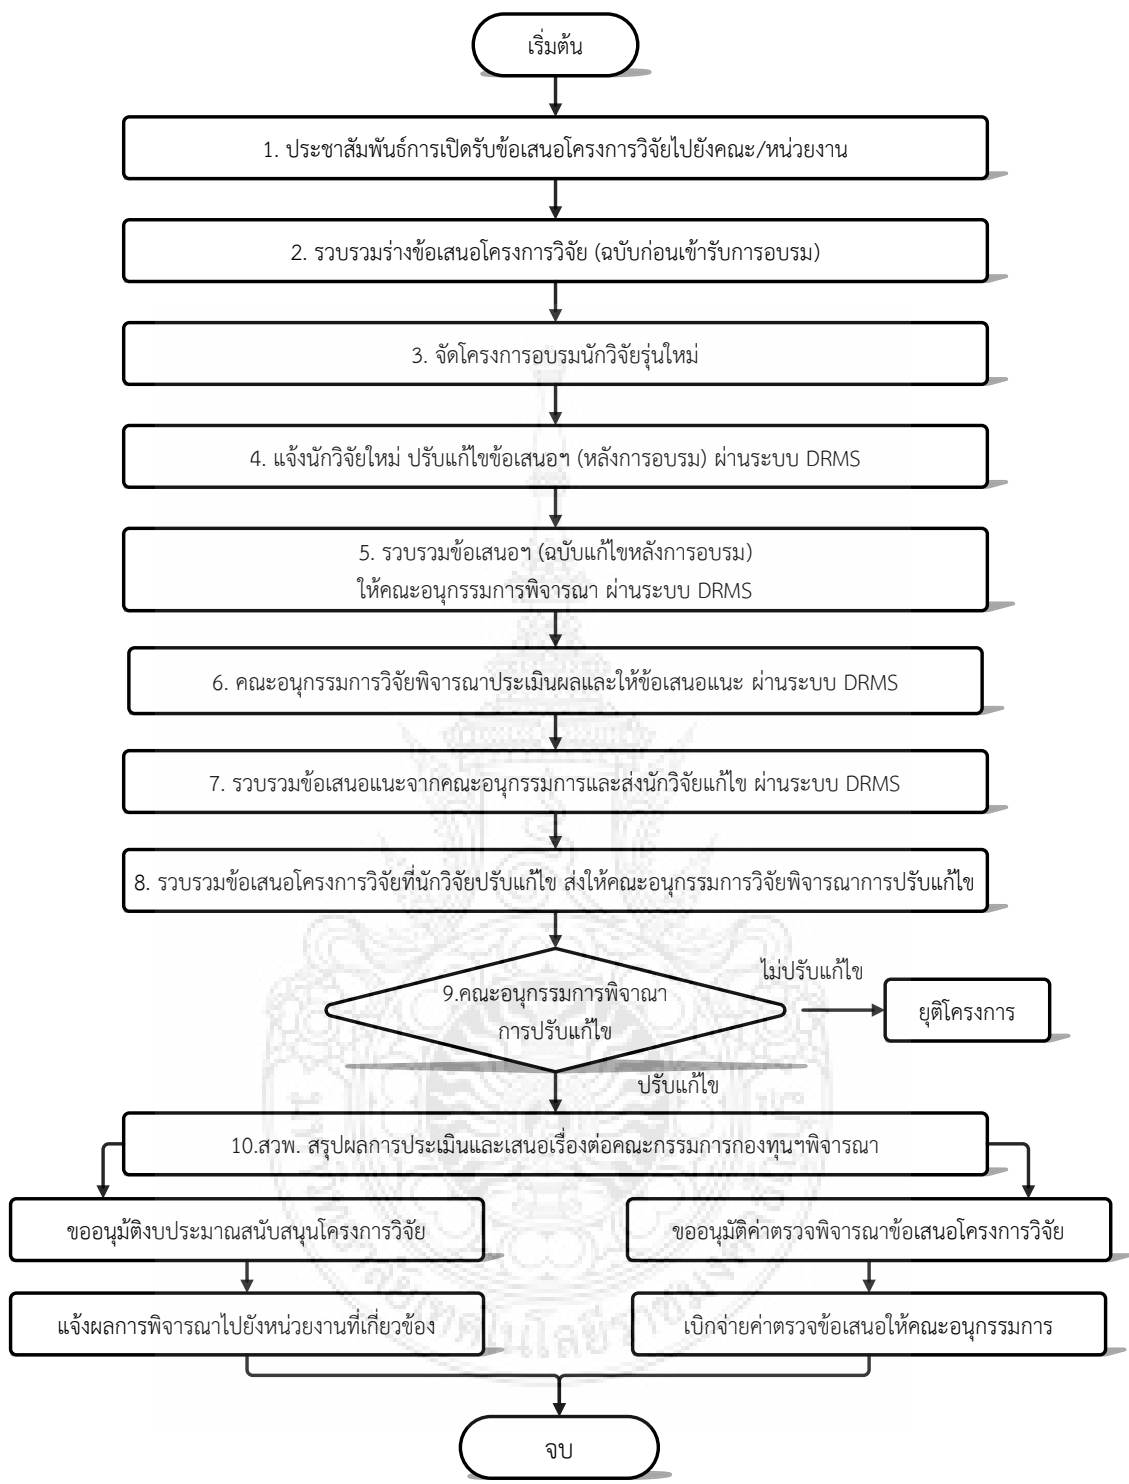 เริ่มต้น
1. ประชาสัมพันธ์การเปิดรับข้อเสนอโครงการวิจัยไปยังคณะ/หน่วยงาน
2. รวบรวมร่างข้อเสนอโครงการวิจัย (ฉบับก่อนเข้ารับการอบรม)
3. จัดโครงการอบรมนักวิจัยรุ่นใหม่
4. แจ้งนักวิจัยใหม่ ปรับแก้ไขข้อเสนอฯ (หลังการอบรม) ผ่านระบบ DRMS
5. รวบรวมข้อเสนอฯ (ฉบับแก้ไขหลังการอบรม)
ให้คณะอนุกรรมการพิจารณา ผ่านระบบ DRMS
6. คณะอนุกรรมการวิจัยพิจารณาประเมินผลและให้ข้อเสนอแนะ ผ่านระบบ DRMS
7. รวบรวมข้อเสนอแนะจากคณะอนุกรรมการและส่งนักวิจัยแก้ไข ผ่านระบบ DRMS
8. รวบรวมข้อเสนอโครงการวิจัยที่นักวิจัยปรับแก้ไข ส่งให้คณะอนุกรรมการวิจัยพิจารณาการปรับแก้ไข
9.คณะอนุกรรมการพิจาณา
การปรับแก้ไข
ไม่ปรับแก้ไข
ยุติโครงการ
ปรับแก้ไข
10.สวพ. สรุปผลการประเมินและเสนอเรื่องต่อคณะกรรมการกองทุนฯพิจารณา
ขออนุมัติงบประมาณสนับสนุนโครงการวิจัย
ขออนุมัติค่าตรวจพิจารณาข้อเสนอโครงการวิจัย
แจ้งผลการพิจารณาไปยังหน่วยงานที่เกี่ยวข้อง
เบิกจ่ายค่าตรวจข้อเสนอให้คณะอนุกรรมการ
จบ